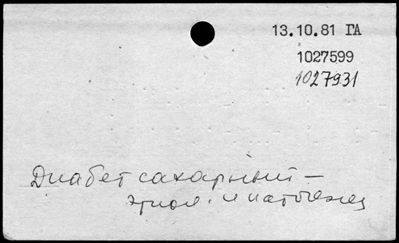 13.10.81 ГА
1027599
1027931
Диабет сахарный –
этиол. и патогенез